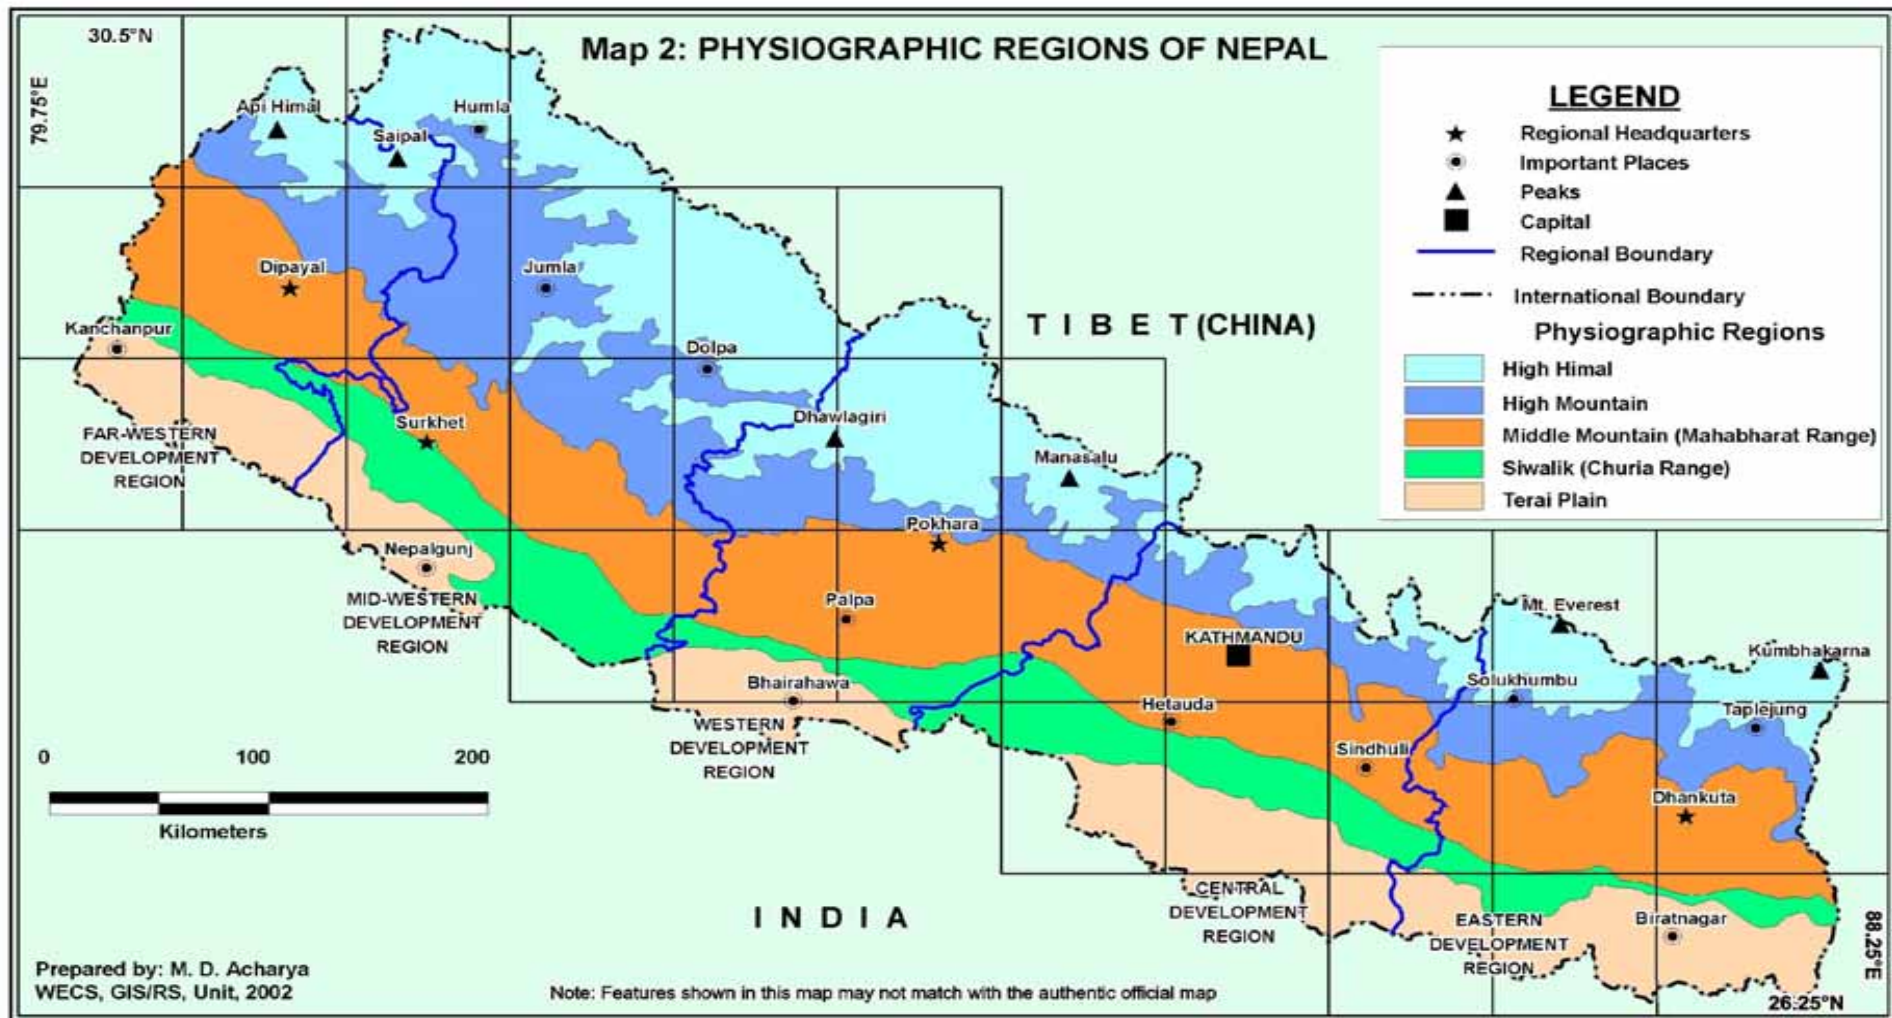 Map 2: PHYSIOGRAPHIC REGIONS OF NEPAL
30.5°N
79.75°E
LEGEND
Regional Headquarters
Important Places
Peaks
Capital
Regional Boundary
International Boundary
Physiographic Regions
High Himal
High Mountain
Middle Mountain (Mahabharat Range)
Siwalik (Churia Range)
Terai Plain
Api Himal
Humla
Saipal
Dipayal
Jumla
Kanchanpur
TIBET (CHINA)
Dolpa
Dhawlagiri
Surkhet
FAR-WESTERN
DEVELOPMENT
REGION
Manasalu
Pokhara
Nepalgunj
MID-WESTERN
DEVELOPMENT
REGION
Palpa
Mt. Everest
KATHMANDU
Kumbhakarna
Bhairahawa
Solukhumbu
Hetauda
Taplejung
WESTERN
DEVELOPMENT
REGION
Sindhuli
Dhankuta
0 100 200
Kilometers
CENTRAL
DEVELOPMENT
REGION
INDIA
EASTERN
DEVELOPMENT
REGION
Biratnagar
88.25°E
26.25°N
Prepared by: M. D. Acharya
WECS, GIS/RS, Unit, 2002
Note: Features shown in this map may not match with the authentic official map